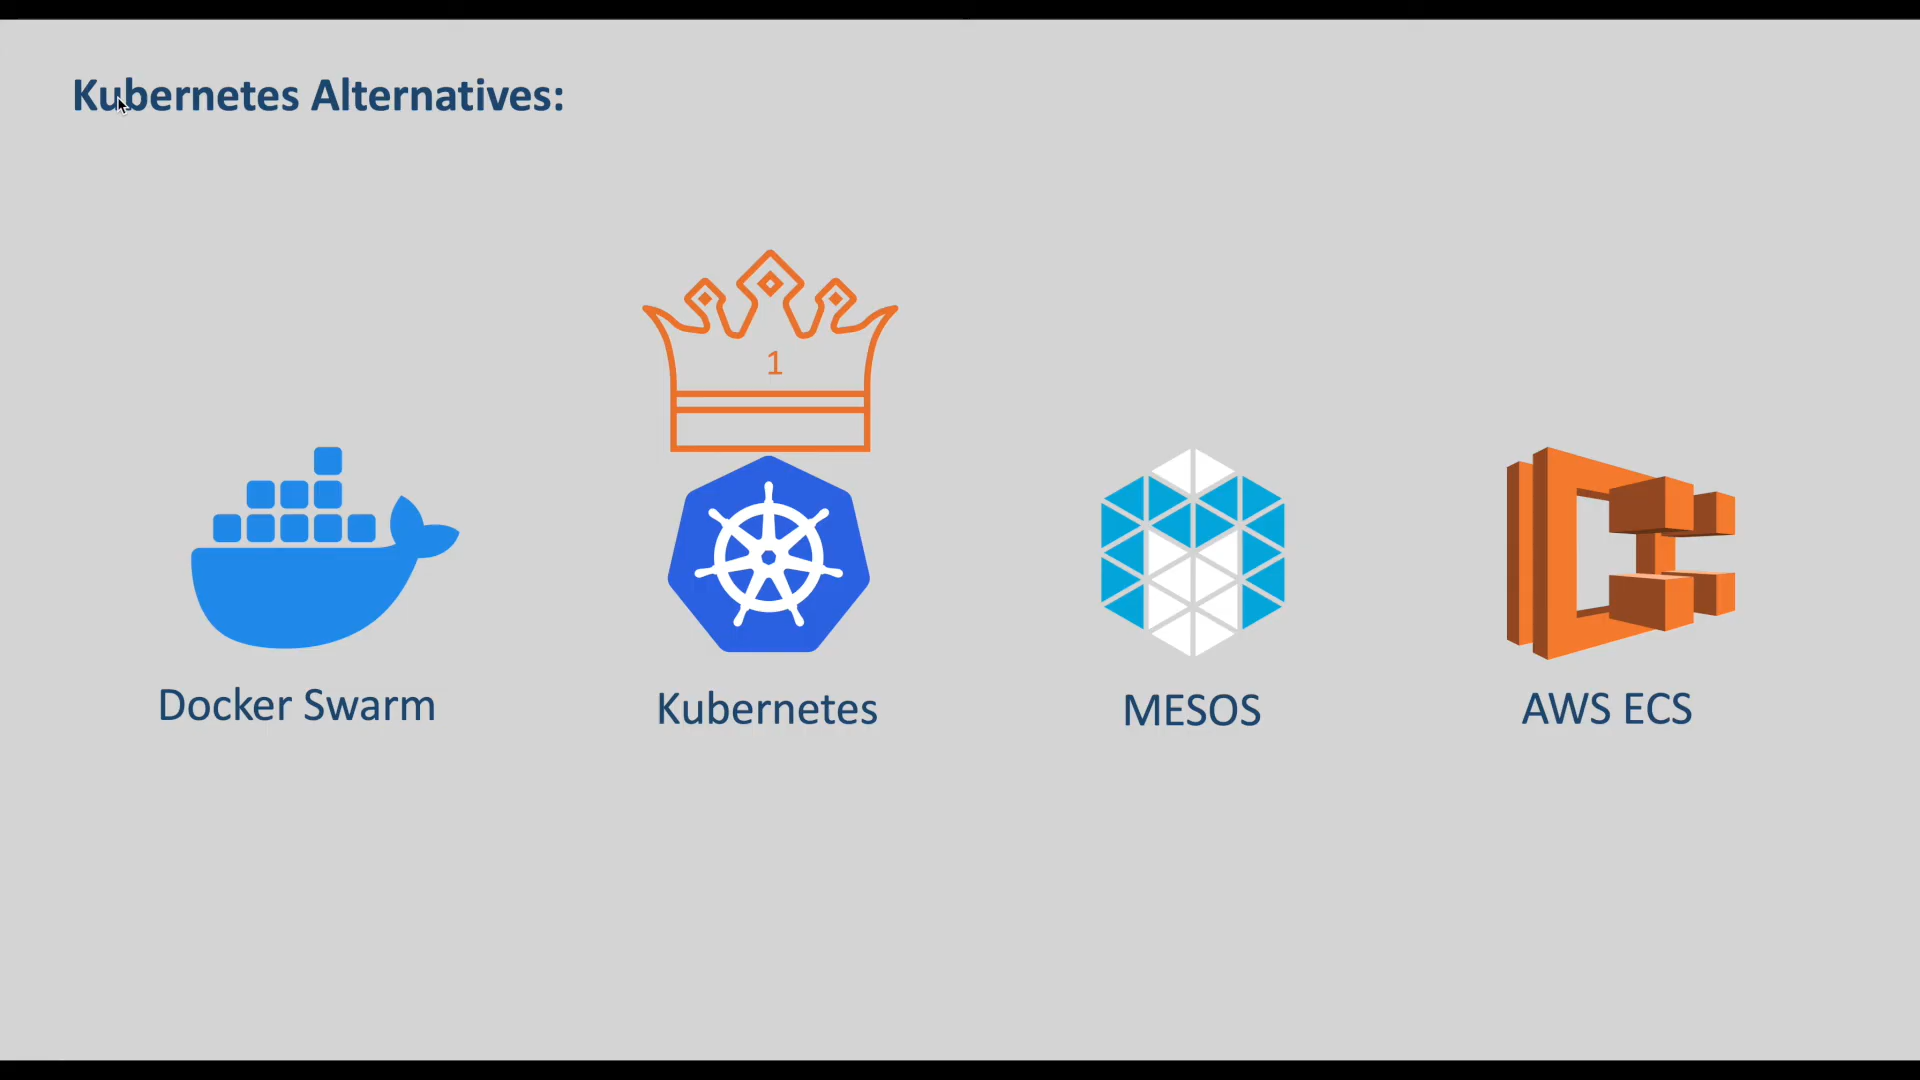 Kubernetes Alternatives:
1
Docker Swarm
Kubernetes
MESOS
AWS ECS